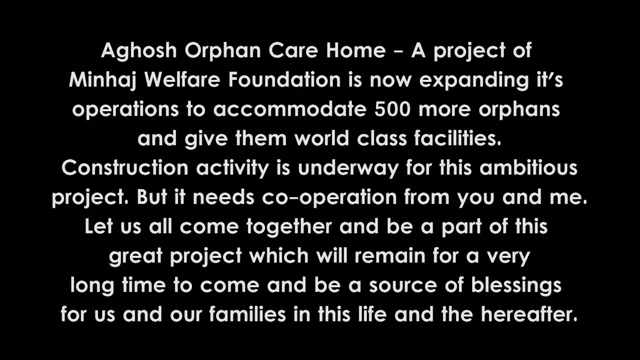 Aghosh Orphan Care Home - A project of
Minhaj Welfare Foundation is now expanding it's
operations to accommodate 500 more orphans
and give them world class facilities.
Construction activity is underway for this ambitious
project. But it needs co-operation from you and me.
Let us all come together and be a part of this
great project which will remain for a very
long time to come and be a source of blessings
for us and our families in this life and the hereafter.